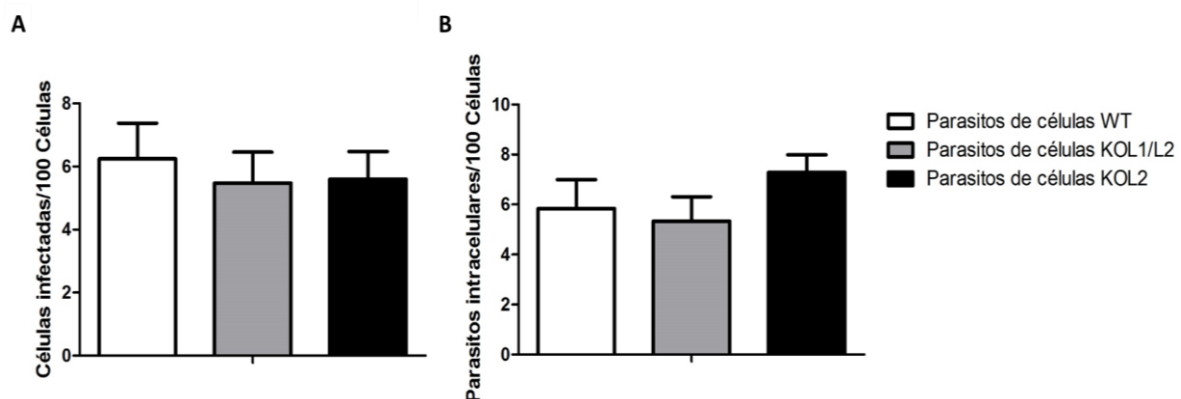 A
Células infectadas/100 Células
8
6
4
2
0
B
Parasitos intracelulares/100 Células
10
8
6
4
2
0
Parasitos de células WT
Parasitos de células KOL1/L2
Parasitos de células KOL2